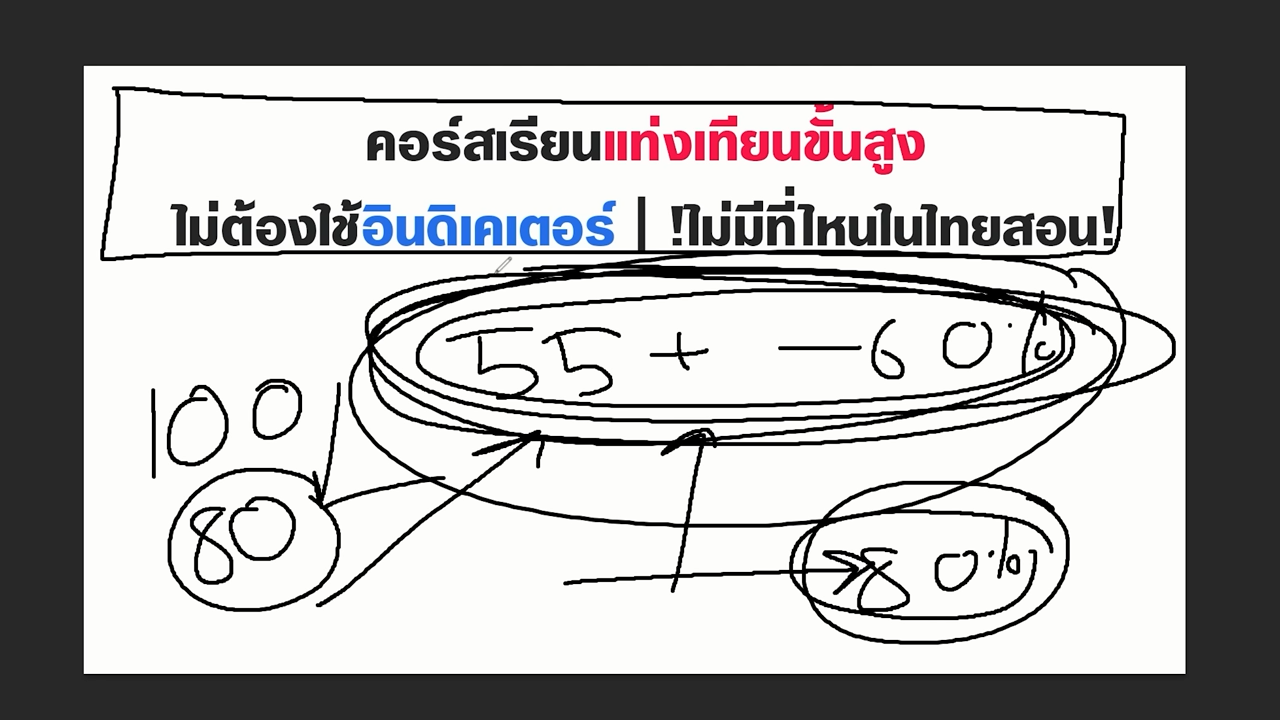 คอร์สเรียนแท่งเทียนขั้นสูง
ไม่ต้องใช้อินดิเคเตอร์ | !ไม่มีที่ไหนในไทยสอน!
55 + - 60%
100
80
80%